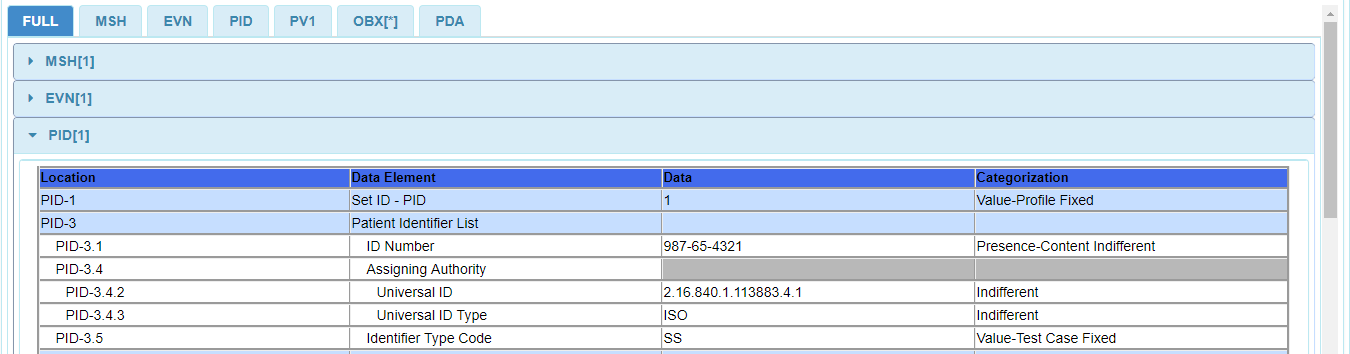 FULL MSH EVN PID PV1 OBX[*] PDA
MSH[1]
EVN[1]
PID[1]
Location Data Element Data Categorization
PID-1 Set ID - PID 1 Value-Profile Fixed
PID-3 Patient Identifier List
PID-3.1 ID Number 987-65-4321 Presence-Content Indifferent
PID-3.4 Assigning Authority
PID-3.4.2 Universal ID 2.16.840.1.113883.4.1 Indifferent
PID-3.4.3 Universal ID Type ISO Indifferent
PID-3.5 Identifier Type Code SS Value-Test Case Fixed